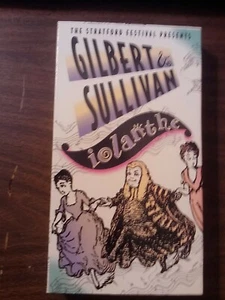 THE STRATFORD FESTIVAL PRESENTS
GILBERT &
SULLIVAN
iolanthe